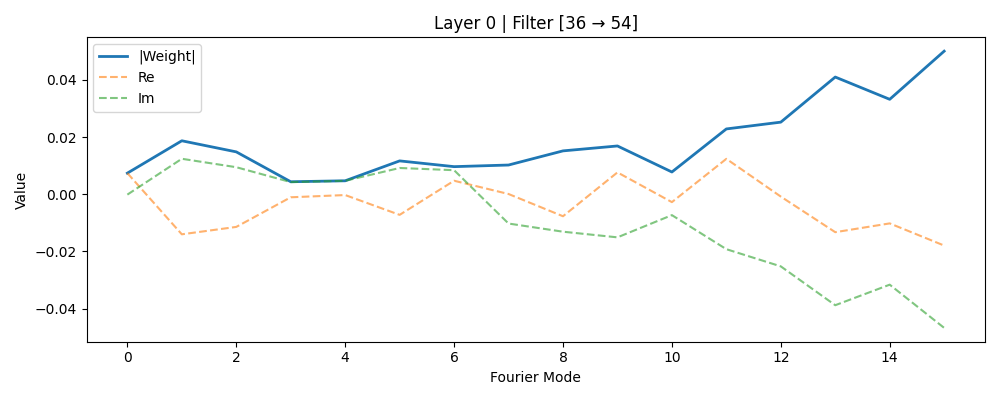 Layer 0 | Filter [36 → 54]
|Weight|
Re
Im
Value
0.04
0.02
0.00
−0.02
−0.04
0 2 4 6 8 10 12 14
Fourier Mode